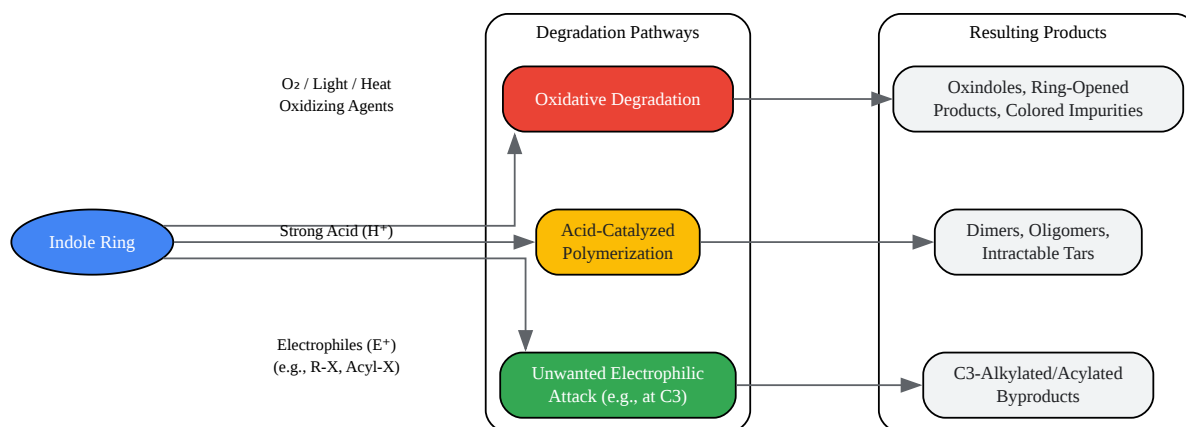 Degradation Pathways
Resulting Products
O₂ / Light / Heat
Oxidizing Agents
Oxidative Degradation
Oxindoles, Ring-Opened
Products, Colored Impurities
Indole Ring
Strong Acid (H⁺)
Acid-Catalyzed
Polymerization
Dimers, Oligomers,
Intractable Tars
Electrophiles (E⁺)
(e.g., R-X, Acyl-X)
Unwanted Electrophilic
Attack (e.g., at C3)
C3-Alkylated/Acylated
Byproducts